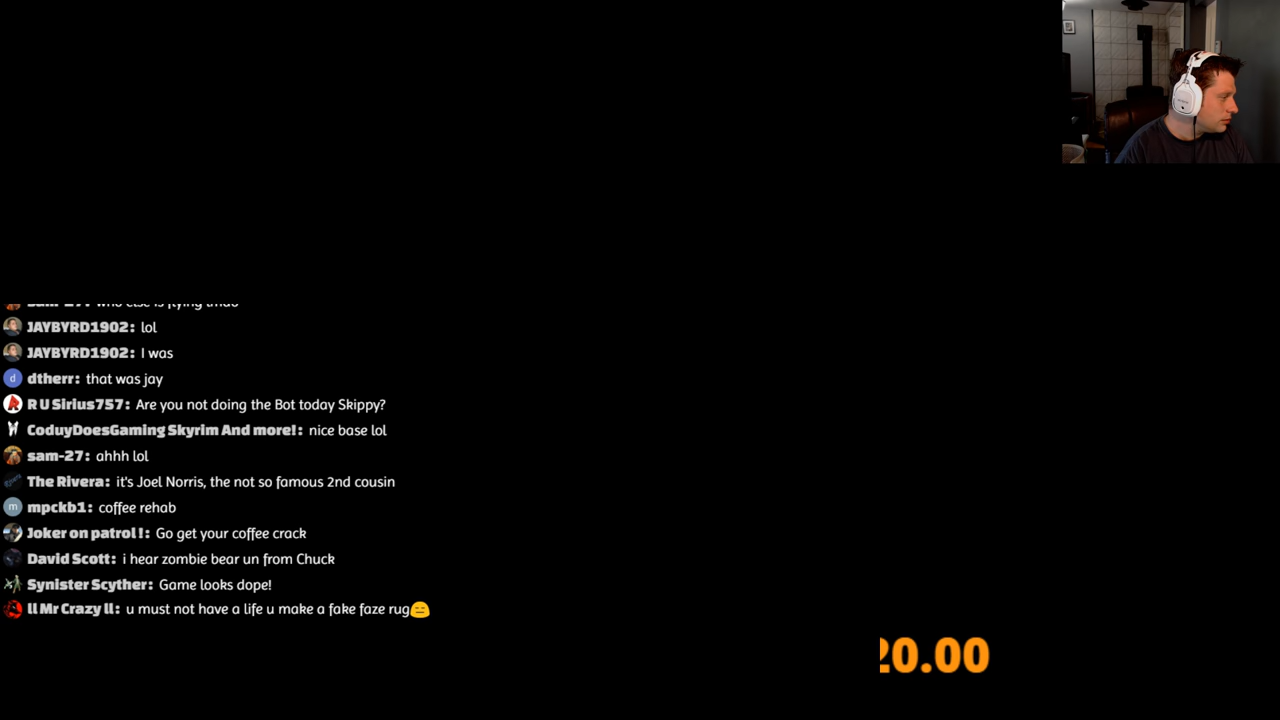 JAYBYRD1902: lol
JAYBYRD1902: I was
d dtherr: that was jay
R U Sirius757: Are you not doing the Bot today Skippy?
CoduyDoesGaming Skyrim And more!: nice base lol
sam-27: ahhh lol
The Rivera: it's Joel Norris, the not so famous 2nd cousin
m mpckb1: coffee rehab
Joker on patrol !: Go get your coffee crack
David Scott: i hear zombie bear un from Chuck
Synister Scyther: Game looks dope!
ll Mr Crazy ll: u must not have a life u make a fake faze rug😑
20.00